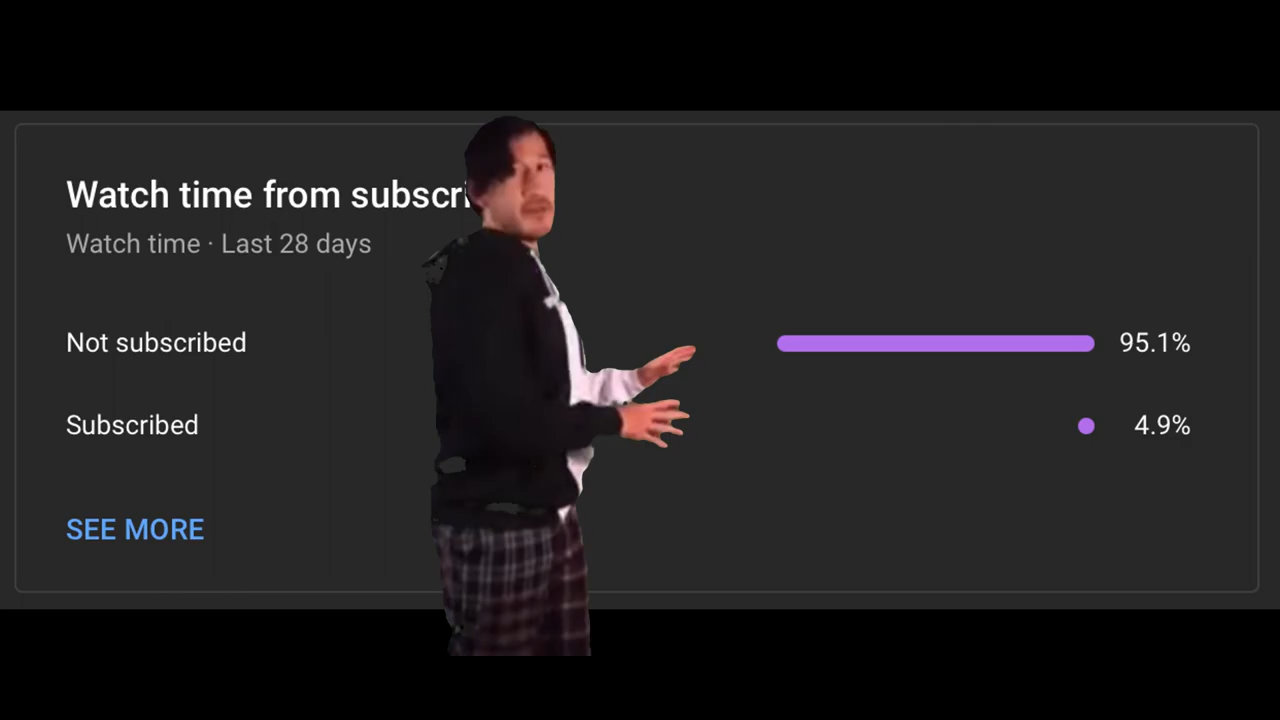 Watch time from subscri
Watch time · Last 28 days
Not subscribed 95.1%
Subscribed 4.9%
SEE MORE